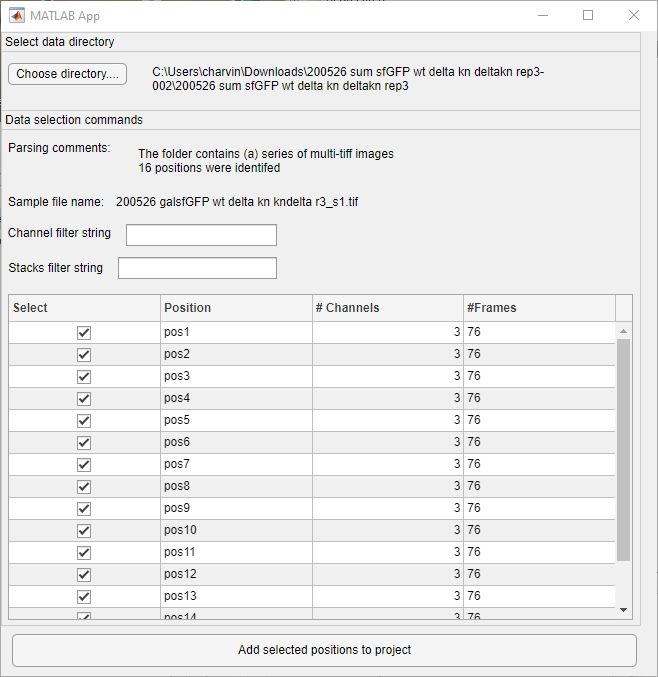 MATLAB App
Select data directory
Choose directory....
C:\Users\charvin\Downloads\200526 sum sfGFP wt delta kn deltakn rep3-
002\200526 sum sfGFP wt delta kn deltakn rep3
Data selection commands
Parsing comments:
The folder contains (a) series of multi-tiff images
16 positions were identifed
Sample file name: 200526 galsfGFP wt delta kn kndelta r3_s1.tif
Channel filter string
Stacks filter string
Select Position # Channels #Frames
pos1 3 76
pos2 3 76
pos3 3 76
pos4 3 76
pos5 3 76
pos6 3 76
pos7 3 76
pos8 3 76
pos9 3 76
pos10 3 76
pos11 3 76
pos12 3 76
pos13 3 76
pos14 3 76
Add selected positions to project